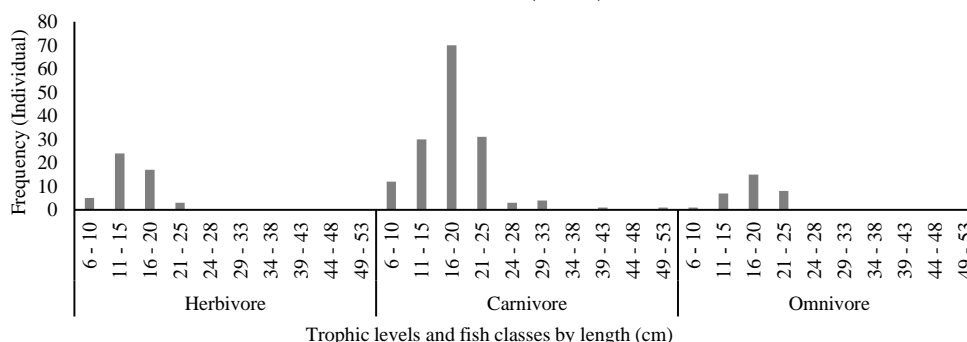 80
70
60
50
40
30
20
10
0
Frequency (Individual)
6 - 10
11 - 15
16 - 20
21 - 25
24 - 28
29 - 33
34 - 38
39 - 43
44 - 48
49 - 53
6 - 10
11 - 15
16 - 20
21 - 25
24 - 28
29 - 33
34 - 38
39 - 43
44 - 48
49 - 53
6 - 10
11 - 15
16 - 20
21 - 25
24 - 28
29 - 33
34 - 38
39 - 43
44 - 48
49 - 53
Herbivore
Carnivore
Omnivore
Trophic levels and fish classes by length (cm)